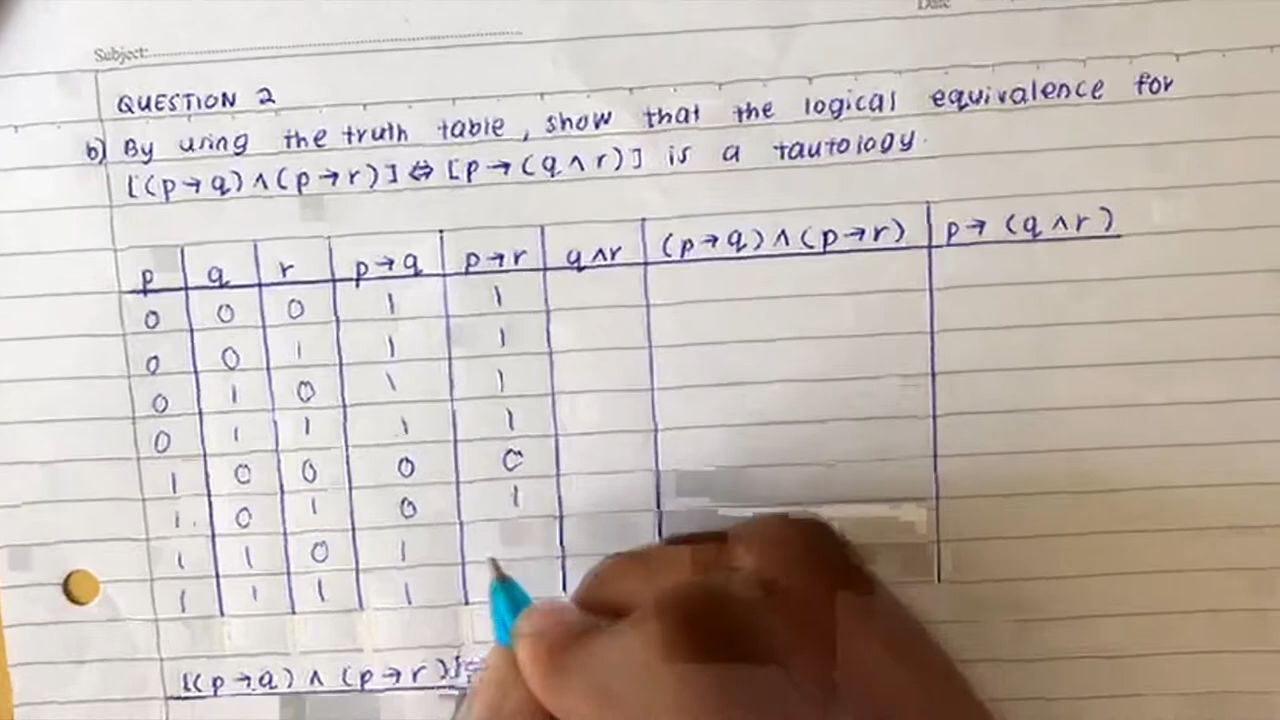 Date
Subject:
QUESTION 2
b) By using the truth table, show that the logical equivalence for
[(p→q)∧(p→r)]⇔[p→(q∧r)] is a tautology.
p q r p→q p→r q∧r (p→q)∧(p→r) p→(q∧r)
0 0 0 1 1
0 0 1 1 1
0 1 0 1 1
0 1 1 1 1
1 0 0 0 0
1 0 1 0 1
1 1 0 1
1 1 1 1
[(p→q)∧(p→r)]